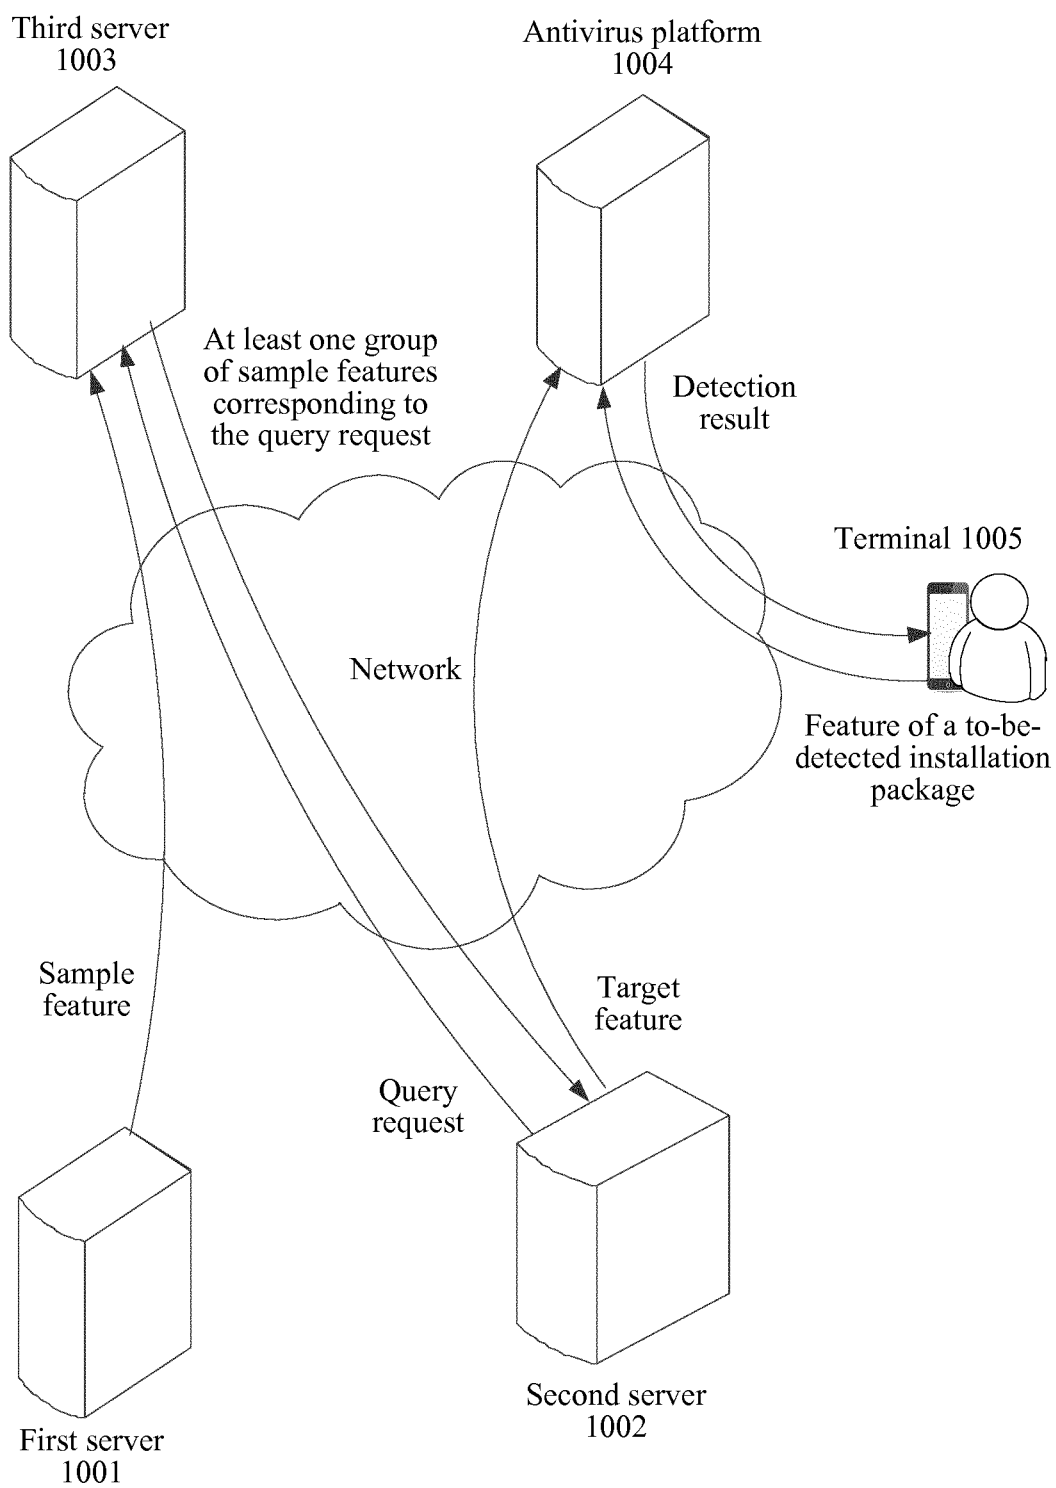 Third server
1003
Antivirus platform
1004
At least one group
of sample features
corresponding to
the query request
Detection
result
Terminal 1005
Network
Feature of a to-be-
detected installation
package
Sample
feature
Target
feature
Query
request
Second server
1002
First server
1001